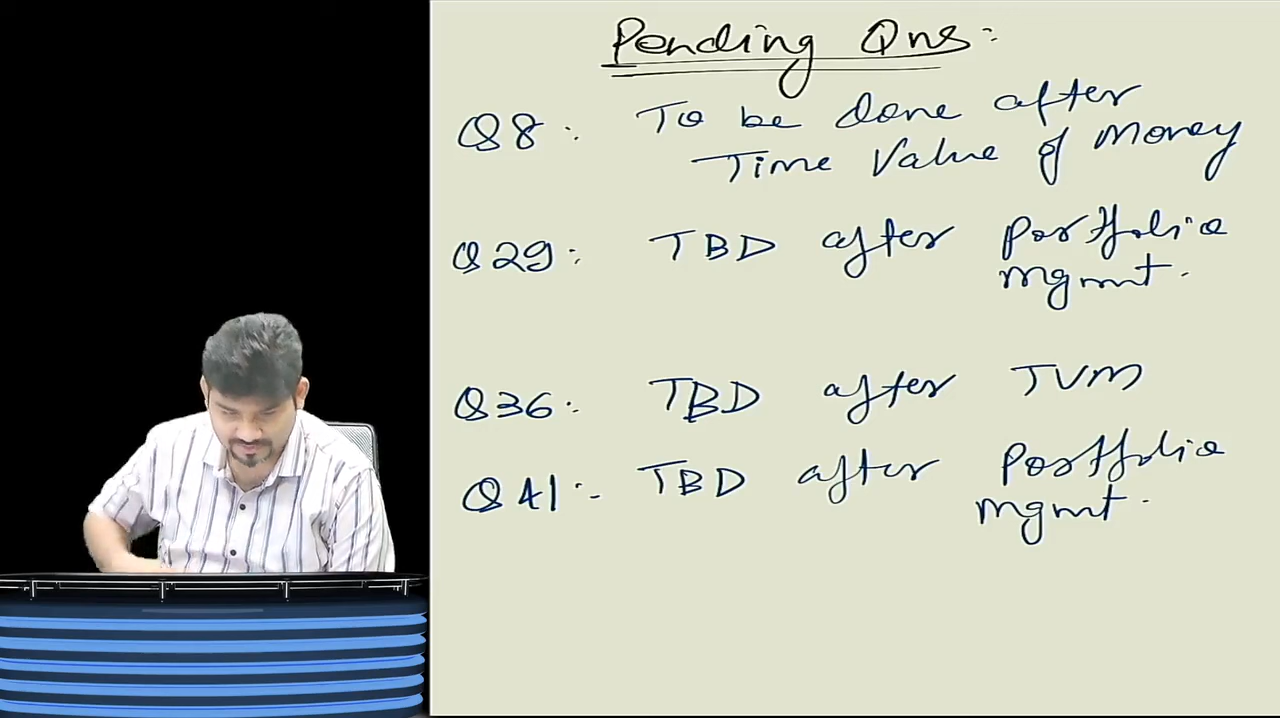 Pending Qns:
Q8: To be done after
Time Value of Money
Q29: TBD after Portfolio
mgmt.
Q36: TBD after TVM
Q41:- TBD after Portfolio
mgmt.